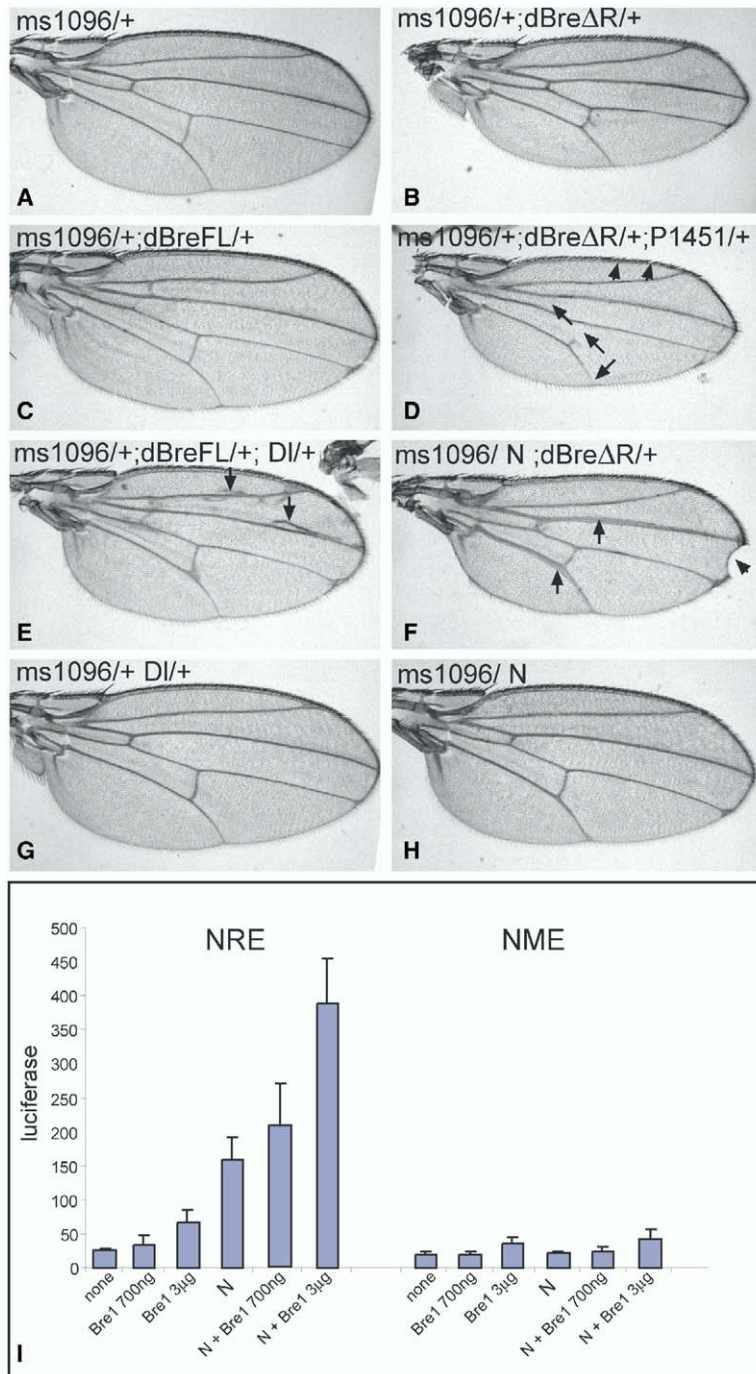 ms1096/+
A
ms1096/+;dBreΔR/+
B
ms1096/+;dBreFL/+
C
ms1096/+;dBreΔR/+;P1451/+
D
ms1096/+;dBreFL/+; Dl/+
E
ms1096/ N ;dBreΔR/+
F
ms1096/+ Dl/+
G
ms1096/ N
H
NRE
NME
luciferase
500
450
400
350
300
250
200
150
100
50
0
none
Bre1 700ng
Bre1 3µg
N
N + Bre1 700ng
N + Bre1 3µg
none
Bre1 700ng
Bre1 3µg
N
N + Bre1 700ng
N + Bre1 3µg
I